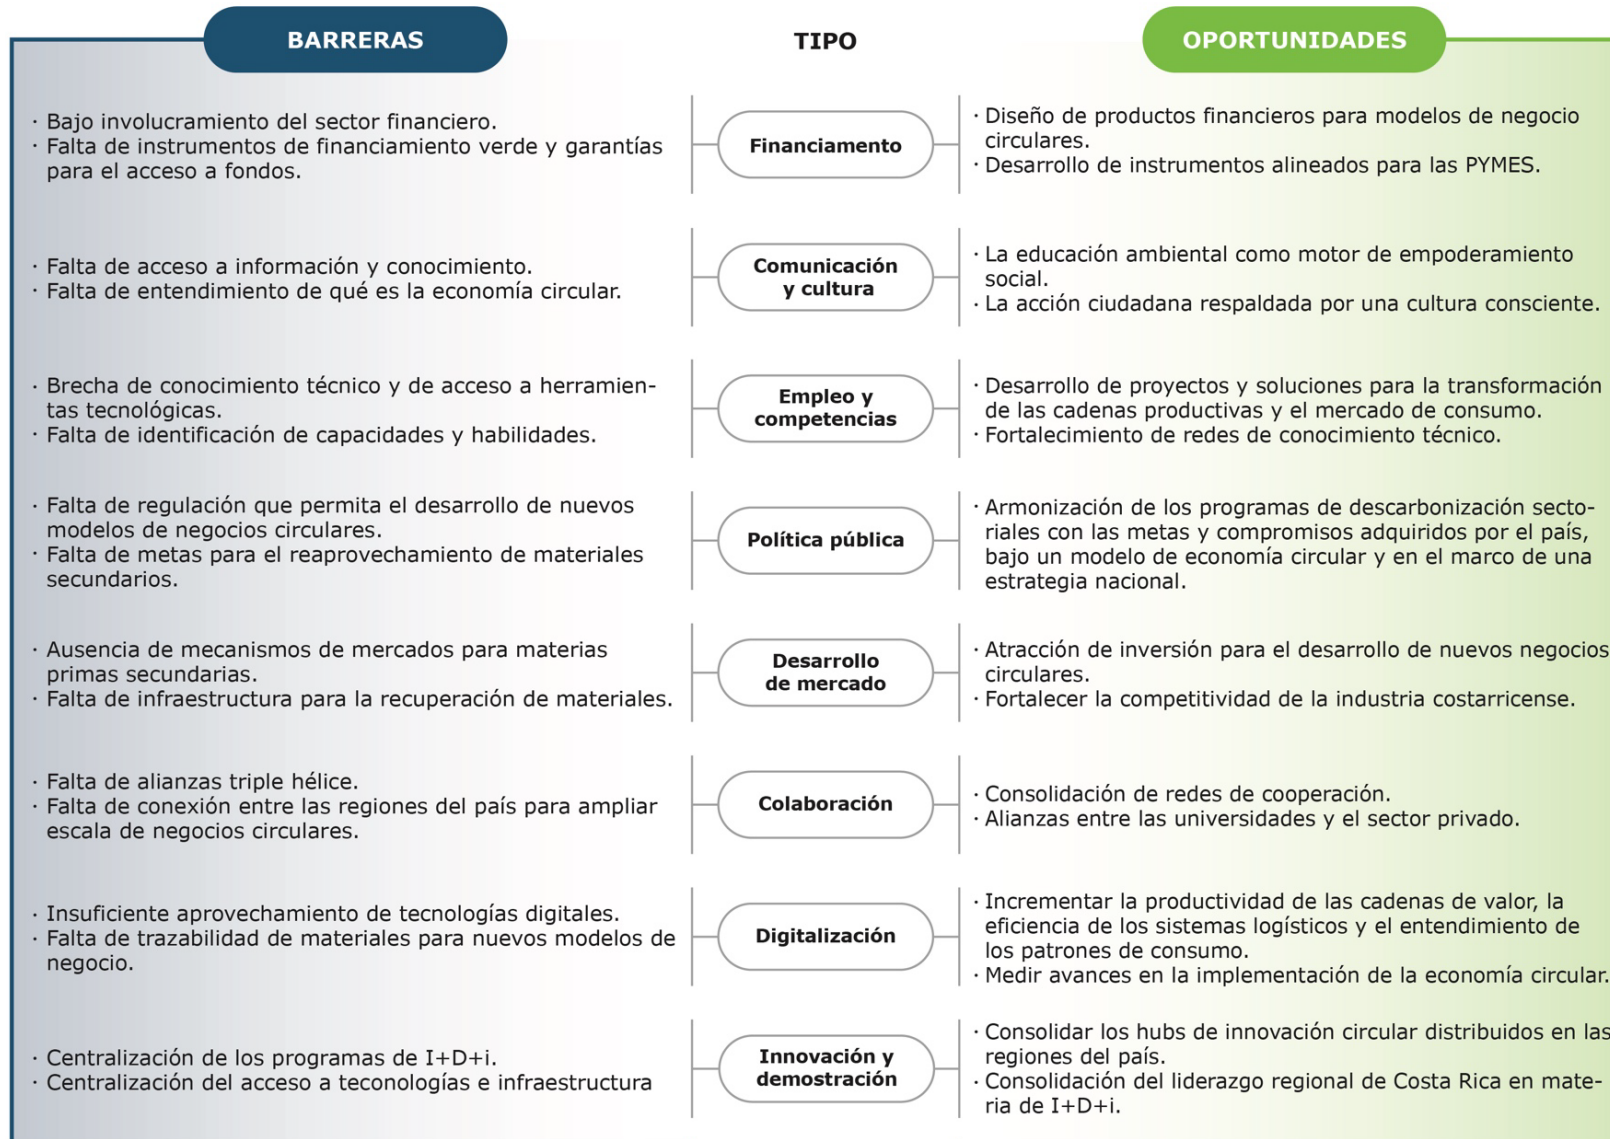 BARRERAS
TIPO
OPORTUNIDADES
· Bajo involucramiento del sector financiero.
· Falta de instrumentos de financiamiento verde y garantías
para el acceso a fondos.
Financiamento
· Diseño de productos financieros para modelos de negocio
circulares.
· Desarrollo de instrumentos alineados para las PYMES.
· Falta de acceso a información y conocimiento.
· Falta de entendimiento de qué es la economía circular.
Comunicación
y cultura
· La educación ambiental como motor de empoderamiento
social.
· La acción ciudadana respaldada por una cultura consciente.
· Brecha de conocimiento técnico y de acceso a herramien-
tas tecnológicas.
· Falta de identificación de capacidades y habilidades.
Empleo y
competencias
· Desarrollo de proyectos y soluciones para la transformación
de las cadenas productivas y el mercado de consumo.
· Fortalecimiento de redes de conocimiento técnico.
· Falta de regulación que permita el desarrollo de nuevos
modelos de negocios circulares.
· Falta de metas para el reaprovechamiento de materiales
secundarios.
Política pública
· Armonización de los programas de descarbonización secto-
riales con las metas y compromisos adquiridos por el país,
bajo un modelo de economía circular y en el marco de una
estrategia nacional.
· Ausencia de mecanismos de mercados para materias
primas secundarias.
· Falta de infraestructura para la recuperación de materiales.
Desarrollo
de mercado
· Atracción de inversión para el desarrollo de nuevos negocios
circulares.
· Fortalecer la competitividad de la industria costarricense.
· Falta de alianzas triple hélice.
· Falta de conexión entre las regiones del país para ampliar
escala de negocios circulares.
Colaboración
· Consolidación de redes de cooperación.
· Alianzas entre las universidades y el sector privado.
· Insuficiente aprovechamiento de tecnologías digitales.
· Falta de trazabilidad de materiales para nuevos modelos de
negocio.
Digitalización
· Incrementar la productividad de las cadenas de valor, la
eficiencia de los sistemas logísticos y el entendimiento de
los patrones de consumo.
· Medir avances en la implementación de la economía circular.
· Centralización de los programas de I+D+i.
· Centralización del acceso a teconologías e infraestructura
Innovación y
demostración
· Consolidar los hubs de innovación circular distribuidos en las
regiones del país.
· Consolidación del liderazgo regional de Costa Rica en mate-
ria de I+D+i.